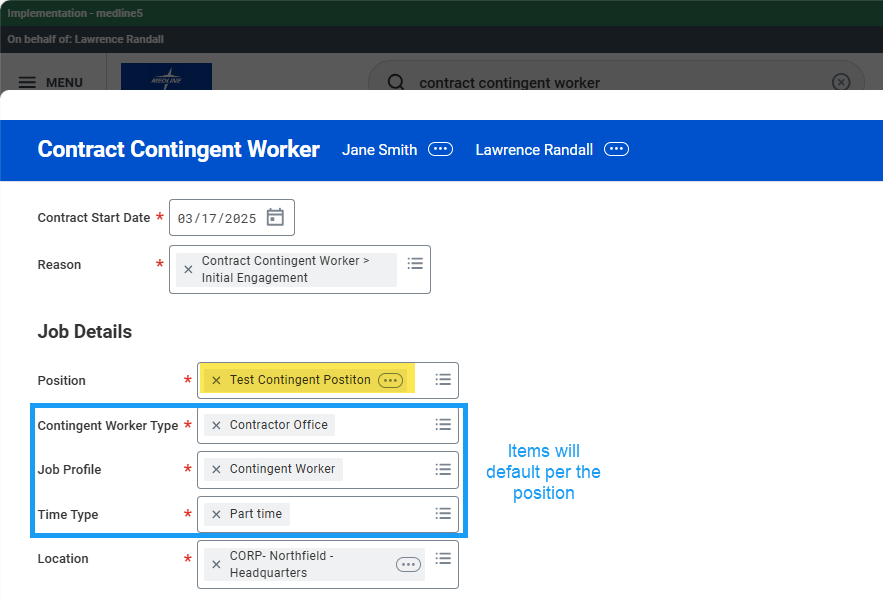 Implementation - medline5
On behalf of: Lawrence Randall
MENU
MEDLINE
contract contingent worker
Contract Contingent Worker
Jane Smith
Lawrence Randall
Contract Start Date *
03/17/2025
Reason *
Contract Contingent Worker >
Initial Engagement
Job Details
Position *
Test Contingent Postiton
Contingent Worker Type *
Contractor Office
Job Profile *
Contingent Worker
Time Type *
Part time
Items will
default per the
position
Location *
CORP- Northfield -
Headquarters